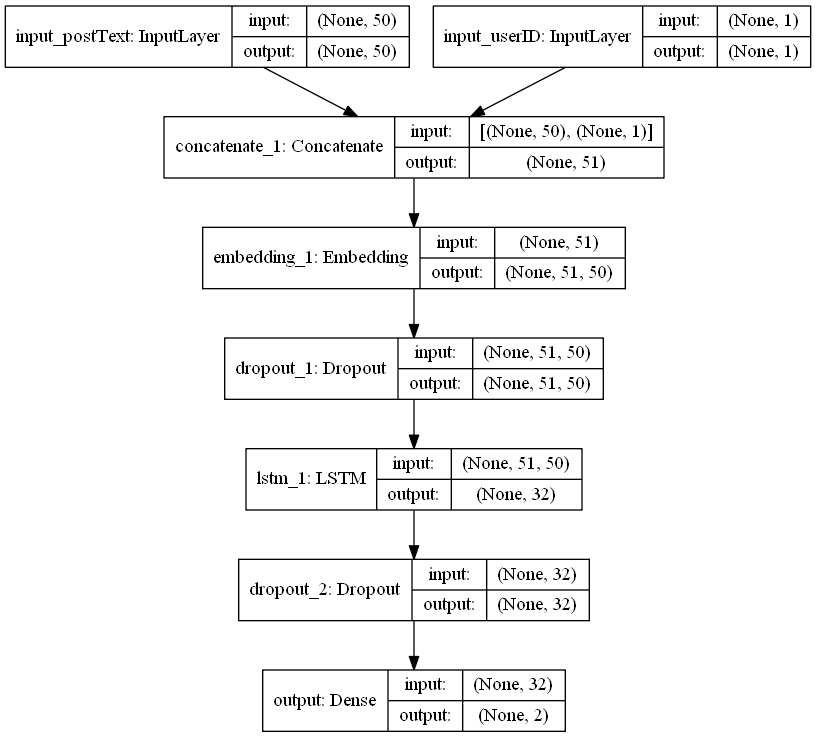 input_postText: InputLayer
input: (None, 50)
output: (None, 50)
input_userID: InputLayer
input: (None, 1)
output: (None, 1)
concatenate_1: Concatenate
input: [(None, 50), (None, 1)]
output: (None, 51)
embedding_1: Embedding
input: (None, 51)
output: (None, 51, 50)
dropout_1: Dropout
input: (None, 51, 50)
output: (None, 51, 50)
lstm_1: LSTM
input: (None, 51, 50)
output: (None, 32)
dropout_2: Dropout
input: (None, 32)
output: (None, 32)
output: Dense
input: (None, 32)
output: (None, 2)